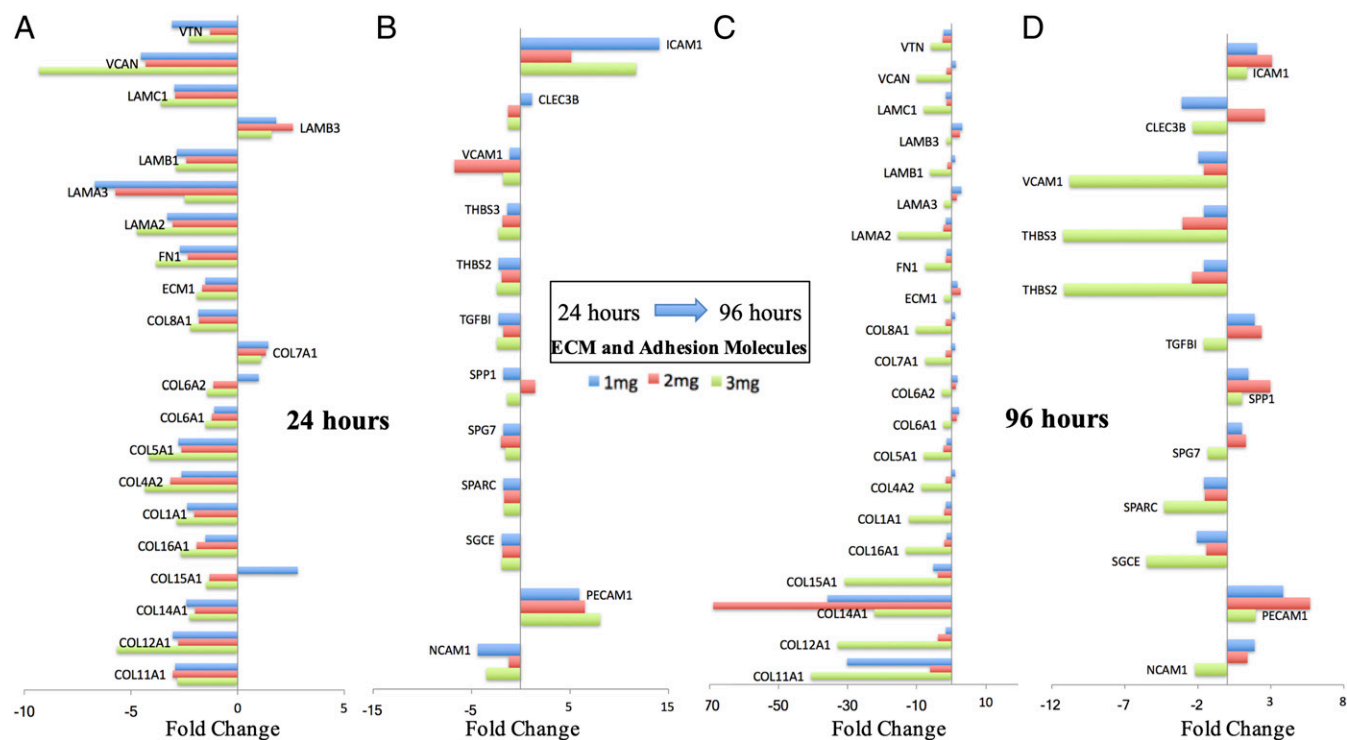 A
VTN
VCAN
LAMC1
LAMB3
LAMB1
LAMA3
LAMA2
FN1
ECM1
COL8A1
COL7A1
COL6A2
COL6A1
COL5A1
COL4A2
COL1A1
COL16A1
COL15A1
COL14A1
COL12A1
COL11A1
-10 -5 0 5
Fold Change
24 hours
B
ICAM1
CLEC3B
VCAM1
THBS3
THBS2
TGFBI
SPP1
SPG7
SPARC
SGCE
PECAM1
NCAM1
-15 -5 5 15
Fold Change
24 hours 96 hours
ECM and Adhesion Molecules
1mg 2mg 3mg
C
VTN
VCAN
LAMC1
LAMB3
LAMB1
LAMA3
LAMA2
FN1
ECM1
COL8A1
COL7A1
COL6A2
COL6A1
COL5A1
COL4A2
COL1A1
COL16A1
COL15A1
COL14A1
COL12A1
COL11A1
70 -50 -30 -10 10
Fold Change
96 hours
D
ICAM1
CLEC3B
VCAM1
THBS3
THBS2
TGFBI
SPP1
SPG7
SPARC
SGCE
PECAM1
NCAM1
-12 -7 -2 3 8
Fold Change